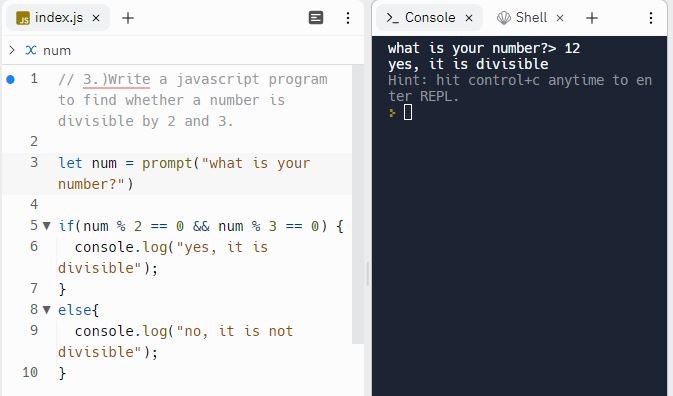 index.js × +
num
1 // 3.)Write a javascript program
to find whether a number is
divisible by 2 and 3.
2
3 let num = prompt("what is your
number?")
4
5 if(num % 2 == 0 && num % 3 == 0) {
6 console.log("yes, it is
divisible");
7 }
8 else{
9 console.log("no, it is not
divisible");
10 }
Console × Shell × +
what is your number?> 12
yes, it is divisible
Hint: hit control+c anytime to en
ter REPL.